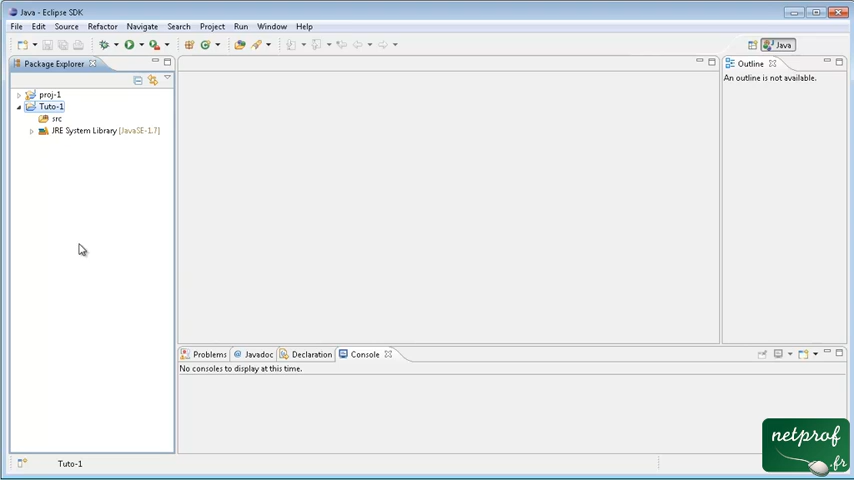 Java - Eclipse SDK
File Edit Source Refactor Navigate Search Project Run Window Help
Java
Package Explorer
Outline
An outline is not available.
proj-1
Tuto-1
src
JRE System Library [JavaSE-1.7]
Problems @ Javadoc Declaration Console
No consoles to display at this time.
Tuto-1
netprof
.fr